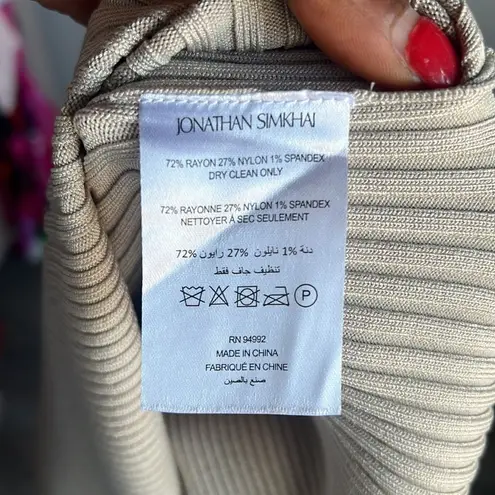 JONATHAN SIMKHAI
72% RAYON 27% NYLON 1% SPANDEX
DRY CLEAN ONLY
72% RAYONNE 27% NYLON 1% SPANDEX
NETTOYER À SEC SEULEMENT
72% رايون 27% نايلون 1% دنة
تنظيف جاف فقط
P
RN 94992
MADE IN CHINA
FABRIQUÉ EN CHINE
صنع بالصين